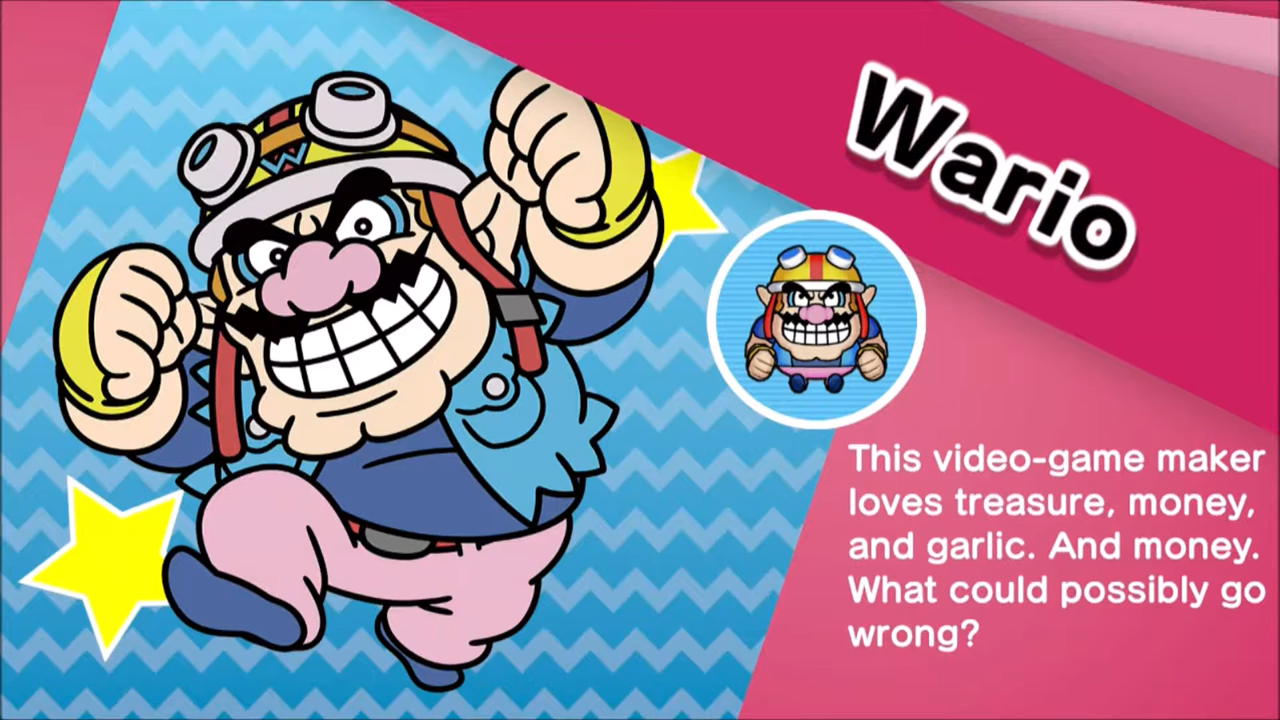 Wario
This video-game maker
loves treasure, money,
and garlic. And money.
What could possibly go
wrong?